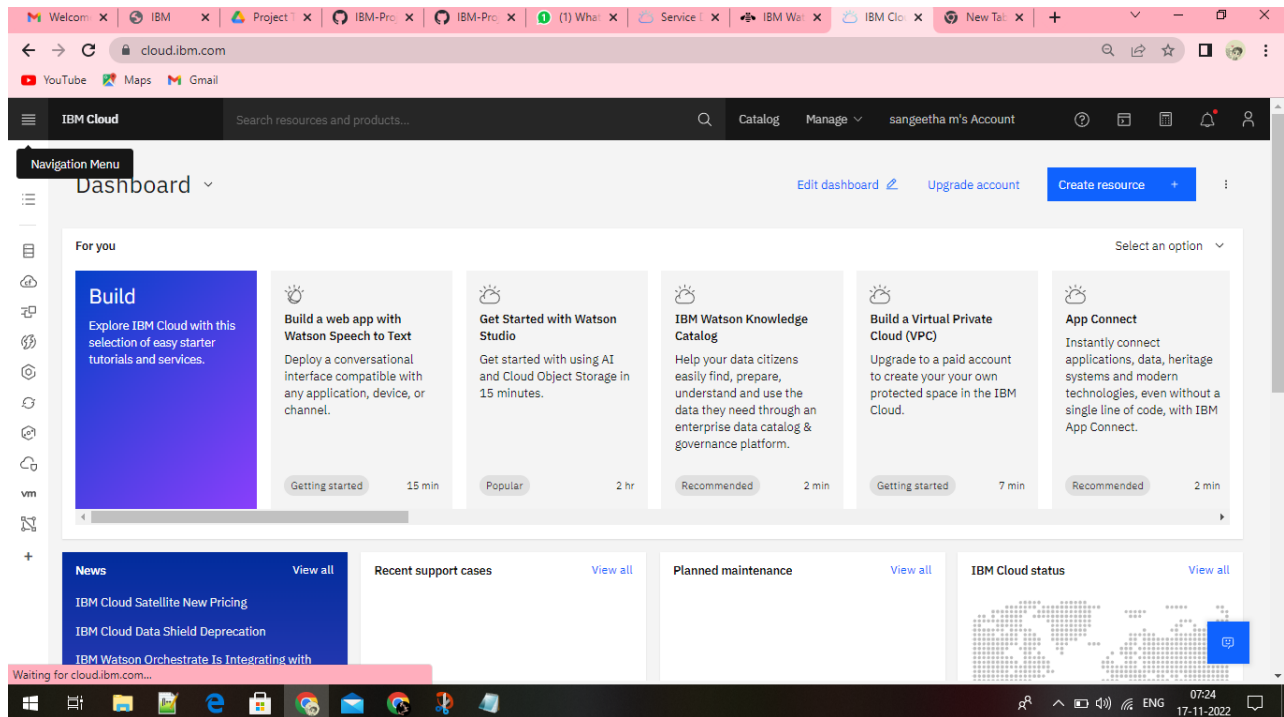 Welcom
IBM
Project T
IBM-Proj
IBM-Proj
(1) What
Service D
IBM Wat
IBM Clo
New Tab
cloud.ibm.com
YouTube
Maps
Gmail
IBM Cloud
Search resources and products...
Catalog
Manage
sangeetha m's Account
Navigation Menu
Dashboard
Edit dashboard
Upgrade account
Create resource +
For you
Select an option
Build
Explore IBM Cloud with this
selection of easy starter
tutorials and services.
Build a web app with
Watson Speech to Text
Deploy a conversational
interface compatible with
any application, device, or
channel.
Getting started
15 min
Get Started with Watson
Studio
Get started with using AI
and Cloud Object Storage in
15 minutes.
Popular
2 hr
IBM Watson Knowledge
Catalog
Help your data citizens
easily find, prepare,
understand and use the
data they need through an
enterprise data catalog &
governance platform.
Recommended
2 min
Build a Virtual Private
Cloud (VPC)
Upgrade to a paid account
to create your your own
protected space in the IBM
Cloud.
Getting started
7 min
App Connect
Instantly connect
applications, data, heritage
systems and modern
technologies, even without a
single line of code, with IBM
App Connect.
Recommended
2 min
vm
News
View all
IBM Cloud Satellite New Pricing
IBM Cloud Data Shield Deprecation
IBM Watson Orchestrate Is Integrating with
Recent support cases
View all
Planned maintenance
View all
IBM Cloud status
View all
Waiting for cloud.ibm.com...
ENG
07:24
17-11-2022